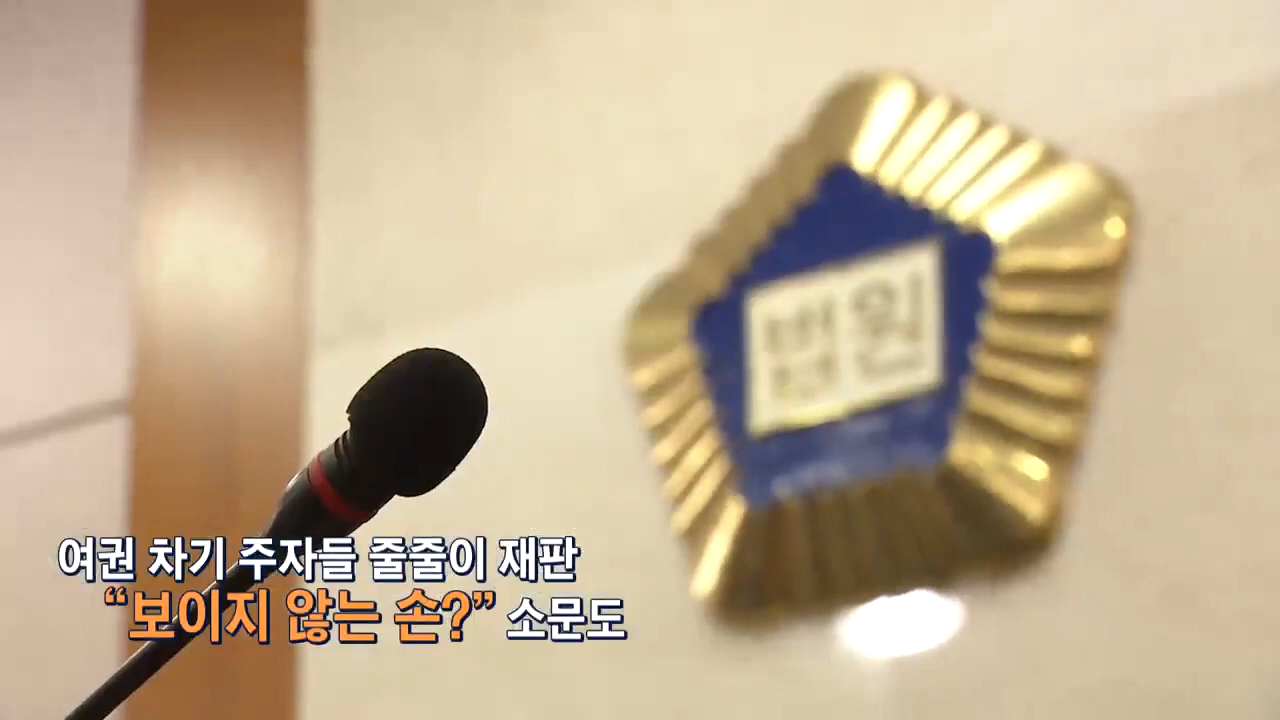 법원
여권 차기 주자들 줄줄이 재판
“보이지 않는 손?” 소문도